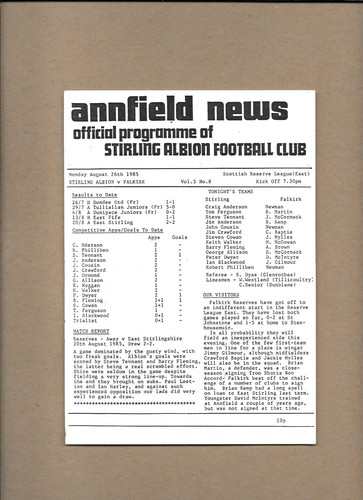 annfield news
official programme of
STIRLING ALBION FOOTBALL CLUB
Monday August 26th 1985
Scottish Reserve League(East)
STIRLING ALBION v FALKIRK
Vol.5 No.8
Kick Off 7.30pm
Results to Date
26/7 H Dundee Utd (Fr) 1-1
29/7 A Tullialian Juniors (Fr) 5-0
4/8 A Dunipace Juniors (Fr) 0-2
13/8 H East Fife 1-1
20/8 A East Stirling 2-2
Competitive Apps/Goals To Date
Apps Goals
C. Anderson 2 -
R. Philliben 2 -
S. Tennant 2 1
J. Anderson 2 -
J. Cousin 2 -
J. Crawford 2 -
J. Ormond 2 -
G. Allison 2 -
K. Hoggan 1 -
K. Walker 2 -
P. Dwyer 2 -
B. Fleming 1+1 1
S. Cowan 1+1 -
T. Ferguson 1 -
I. Blackwood 0+1 -
Trialist 0+1 -
MATCH REPORT
Reserves - Away v East Stirlingshire
20th August 1985, Drew 2-2.
A game dominated by the gusty wind, with
two freak goals. Albion's goals were
scored by Steve Tennant and Barry Fleming,
the latter being a real scrambled effort.
Shire were seldom in the game despite
fielding a very strong line-up. Towards
the end they brought on subs. Paul Leet-
ion and Ian Harley, and against such
experienced opposition our lads did very
well to gain a draw.
TONIGHT'S TEAMS
Stirling Falkirk
Craig Anderson Newman
Tom Ferguson B. Martin
Steve Tennant J. McCormack
Jim Anderson B. Kemp
John Cousin Newman
Jim Crawford C. Baptie
Steven Cowan J. Mylles
Keith Walker K. McGowan
Barry Fleming A. Brown
George Allison J. McCormack
Peter Dwyer D. McIntyre
Ian Blackwood J. Gilmour
Robert Philliben Newman
Referee - S. Dyas (Glenrothes)
Linesmen - W.Westland (Tillicoultry)
C.Senior (Dunblane)
OUR VISITORS
Falkirk Reserves have got off to
an indifferent start in the Reserve
League East. They have lost both
games played so far, 0-2 at St
Johnstone and 1-5 at home to Sten-
housemuir.
In all probability they will
field an inexperienced side this
evening. One of the few first-team
men in line for a place is winger
Jimmy Gilmour, although midfielders
Crawford Baptie and Jackie Mylles
will also be in the squad. Brian
Martin, a defender, was a close-
season signing from Shotts Bon
Accord- Falkirk beat off the chall-
enge of a number of clubs to sign
him. Brian Kemp had a long spell
on loan to East Stirling last term.
Youngster David McIntyre trained
at Annfield a couple of years ago,
but was not signed at that time.
10p